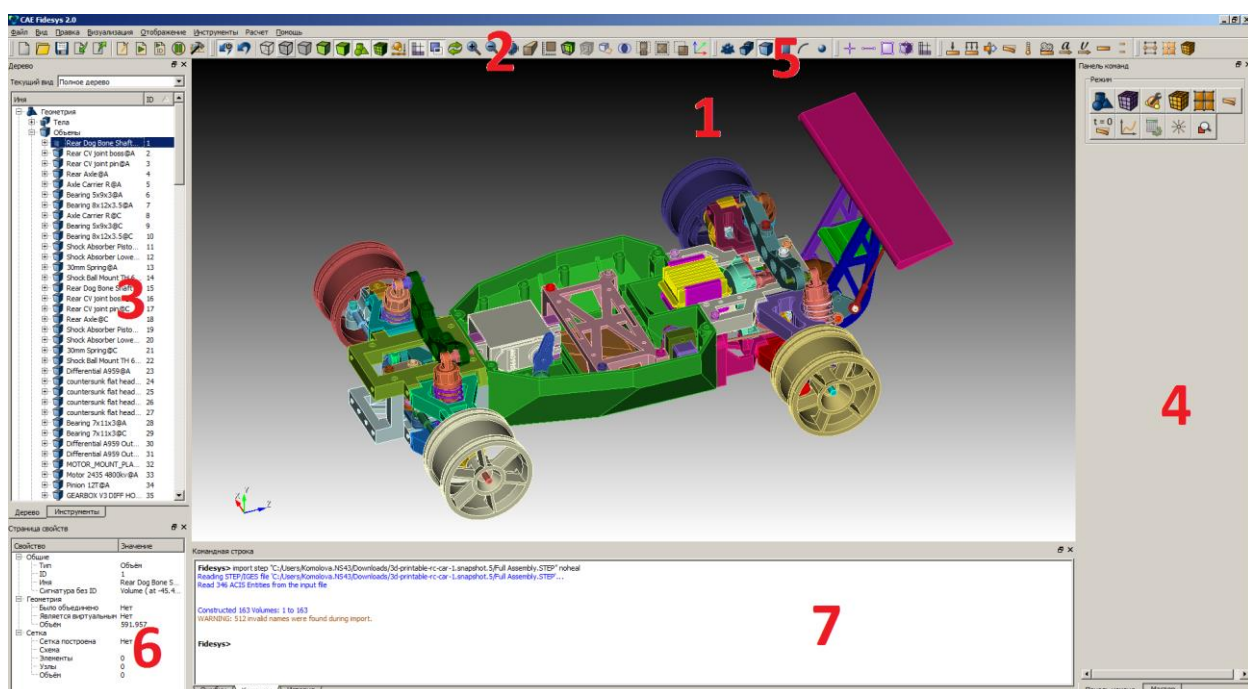 CAE Fidesys 2.0
Файл Вид Правка Визуализация Отображение Инструменты Расчет Помощь
2
5
Дерево
Текущий вид Полное дерево
Имя ID
Геометрия
Тела
Объемы
Rear Dog Bone Shaft... 1
Rear CV joint boss@A 2
Rear CV joint pin@A 3
Rear Axle@A 4
Axle Carrier R@A 5
Bearing 5x9x3@A 6
Bearing 8x12x3.5@A 7
Axle Carrier R@C 8
Bearing 5x9x3@C 9
Bearing 8x12x3.5@C 10
Shock Absorber Pisto... 11
Shock Absorber Lowe... 12
30mm Spring@A 13
Shock Ball Mount TH 6... 14
Rear Dog Bone Shaft... 15
Rear CV joint boss@C 16
Rear CV joint pin@C 17
Rear Axle@C 18
Shock Absorber Pisto... 19
Shock Absorber Lowe... 20
30mm Spring@C 21
Shock Ball Mount TH 6... 22
Differential A959@A 23
countersunk flat head... 24
countersunk flat head... 25
countersunk flat head... 26
countersunk flat head... 27
Bearing 7x11x3@A 28
Bearing 7x11x3@C 29
Differential A959 Out... 30
Differential A959 Out... 31
MOTOR_MOUNT_PLA... 32
Motor 2435 4800kv@A 33
Pinion 12T@A 34
GEARBOX V3 DIFF HO... 35
3
Дерево Инструменты
1
Z Y
Панель команд
Режим
t = 0
4
Страница свойств
Свойство Значение
Общие
Тип Объём
ID 1
Имя Rear Dog Bone S...
Сигнатура без ID Volume ( at -45,4...
Геометрия
Было объединено Нет
Является виртуальным Нет
Объём 591.957
Сетка
Сетка построена Нет
Схема
Элементы 0
Узлы 0
Объём 0
6
Командная строка
Fidesys> import step "C:/Users/Komolova.NS43/Downloads/3d-printable-rc-car-1.snapshot.5/Full Assembly.STEP" noheal
Reading STEP/IGES file 'C:/Users/Komolova.NS43/Downloads/3d-printable-rc-car-1.snapshot.5/Full Assembly.STEP'...
Read 346 ACIS Entities from the input file
Constructed 163 Volumes: 1 to 163
WARNING: 512 invalid names were found during import.
Fidesys>
7